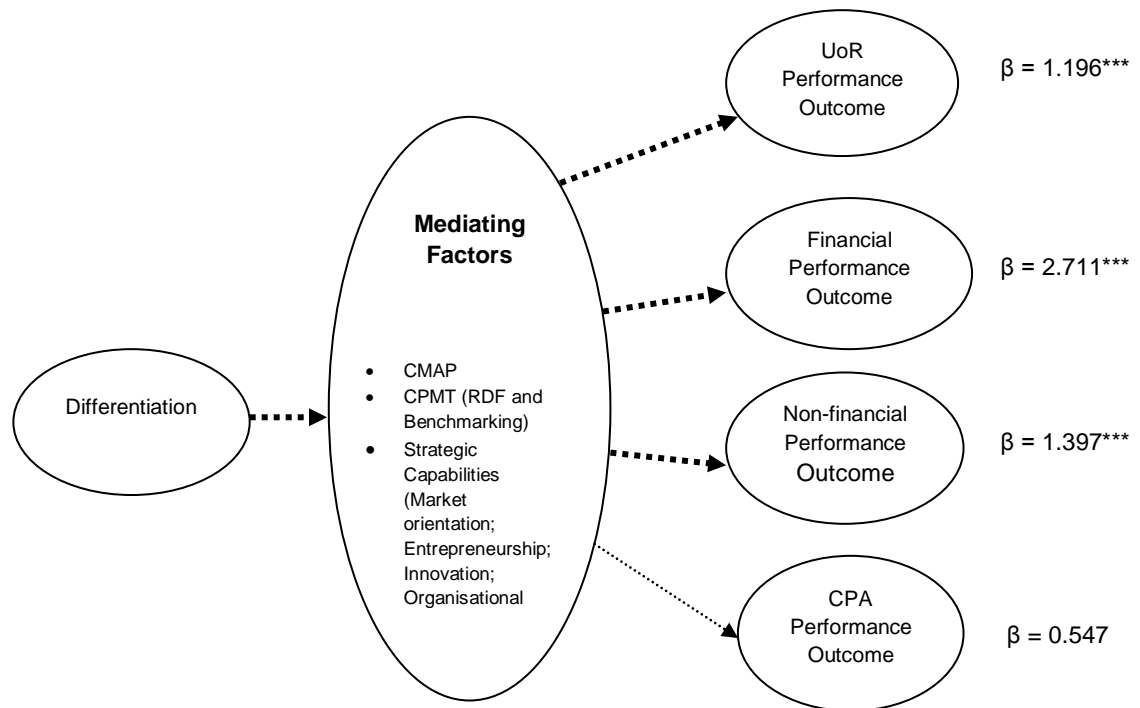 Differentiation
Mediating
Factors
• CMAP
• CPMT (RDF and
Benchmarking)
• Strategic
Capabilities
(Market
orientation;
Entrepreneurship;
Innovation;
Organisational
UoR
Performance
Outcome
β = 1.196***
Financial
Performance
Outcome
β = 2.711***
Non-financial
Performance
Outcome
β = 1.397***
CPA
Performance
Outcome
β = 0.547